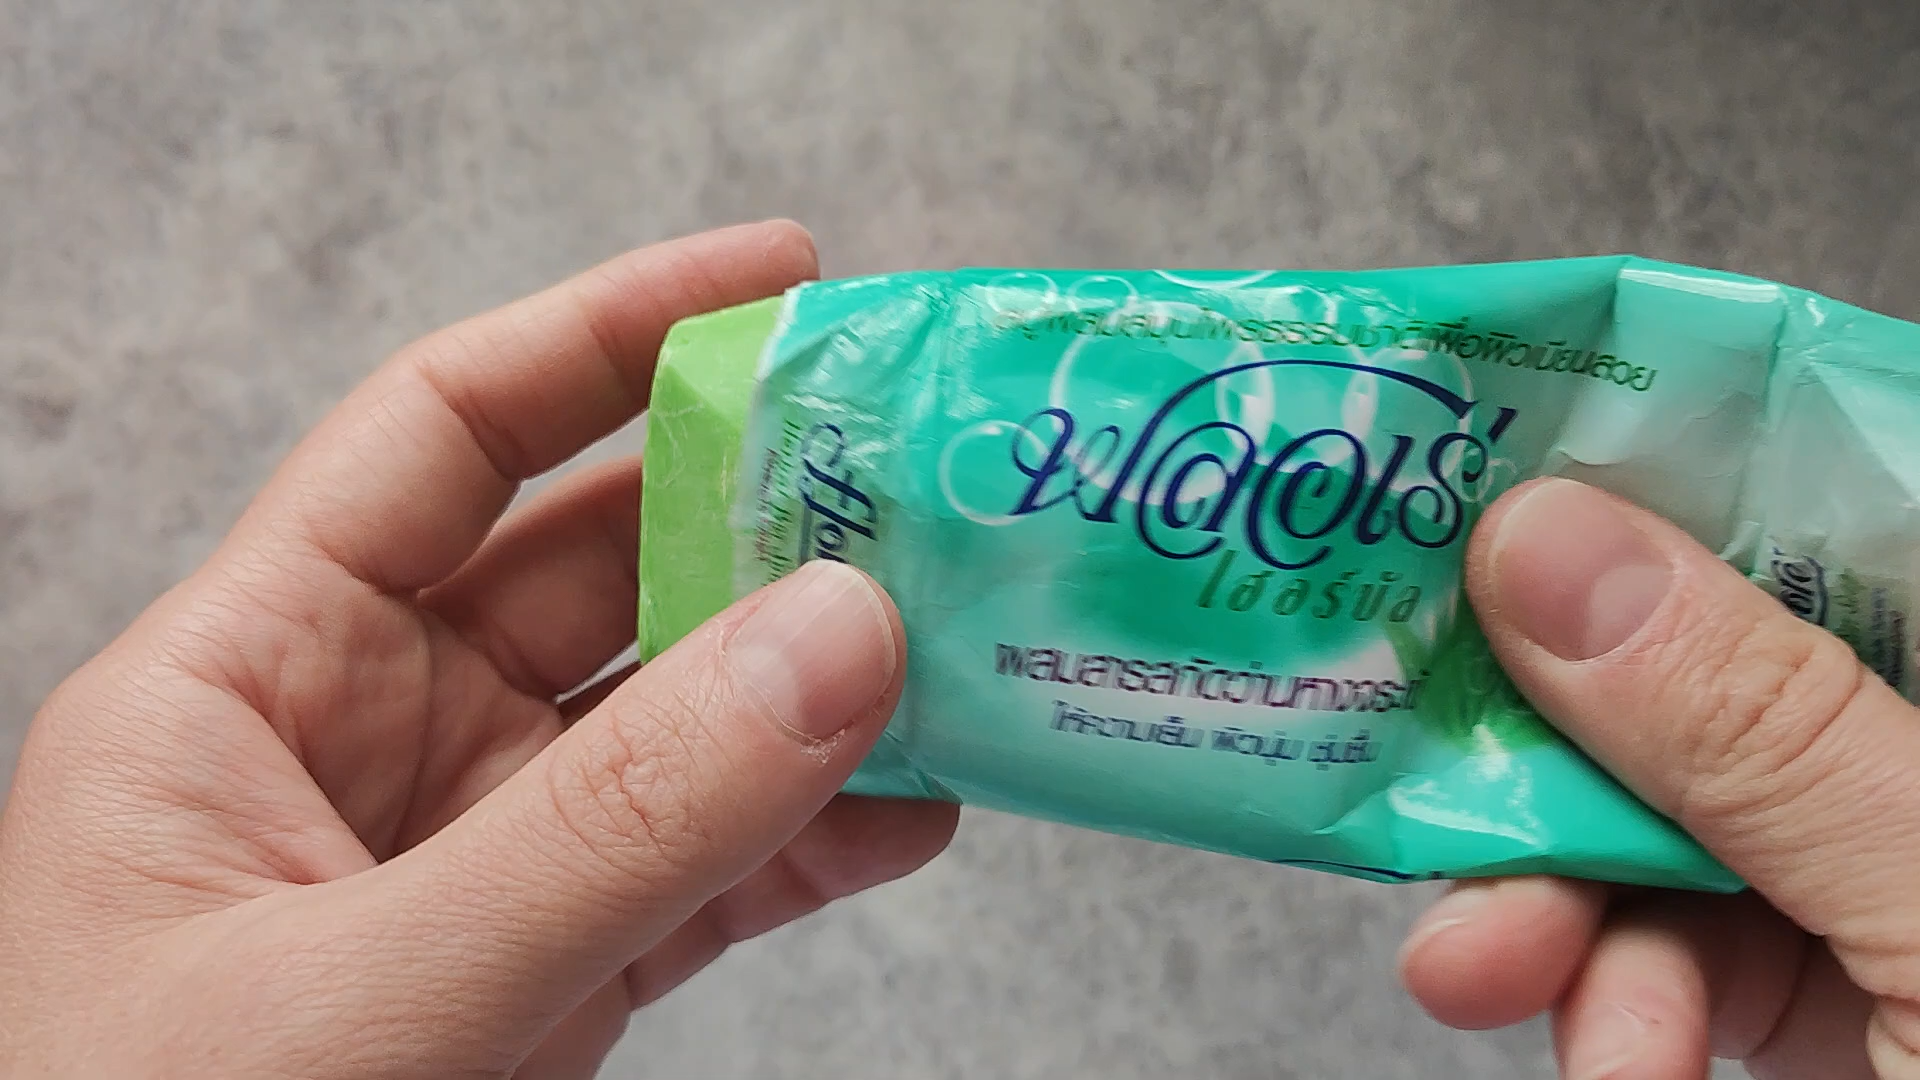 สบู่ผสมสมุนไพรธรรมชาติเพื่อผิวเนียนสวย
ฟลอเร่
เฮอร์บัล
ผสมสารสกัดว่านหางจระเข้
ให้ความเย็น ผิวนุ่ม ชุ่มชื้น